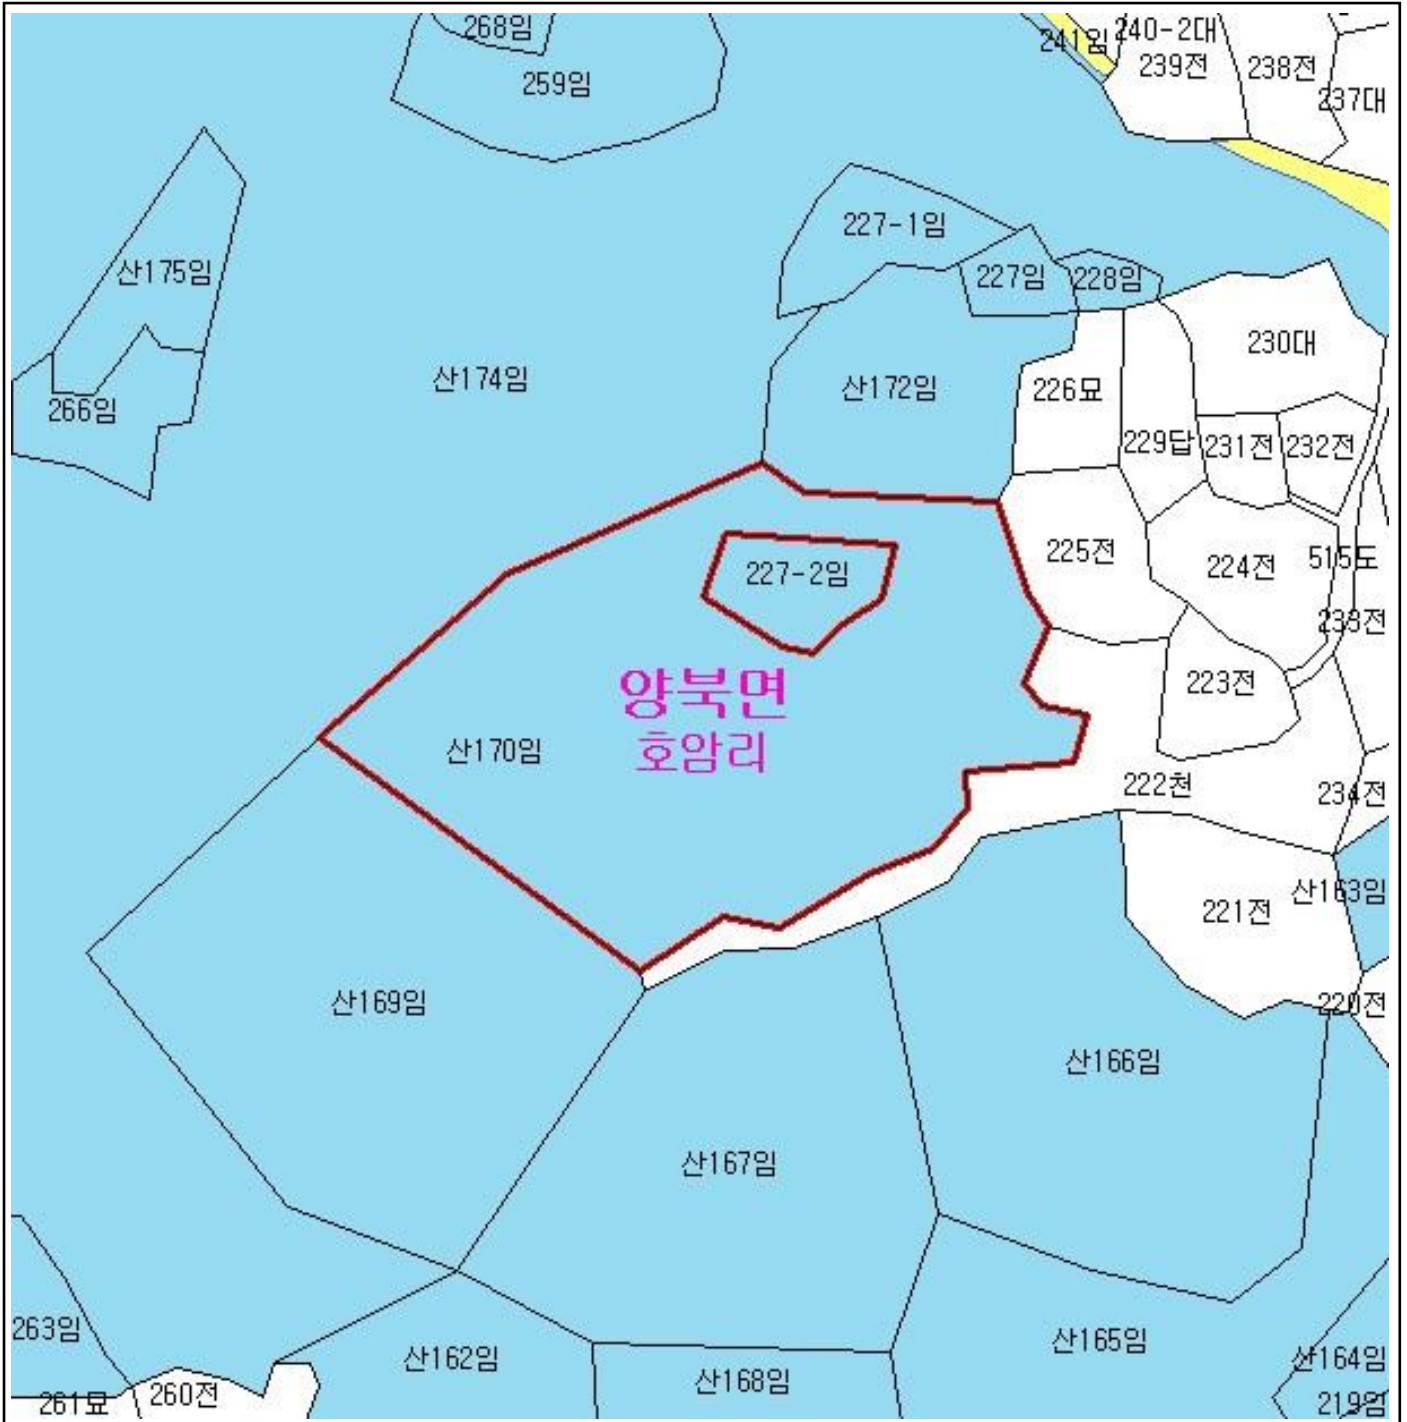 268임
241임
240-2대
259임
239전
238전
237대
227-1임
산175임
227임
228임
230대
산174임
산172임
226묘
266임
229답
231전
232전
225전
515도
224전
227-2임
233전
223전
양북면
산170임
호암리
222천
234전
산163임
221전
산169임
220전
산166임
산167임
263임
산165임
산162임
산164임
산168임
260전
261묘
219임